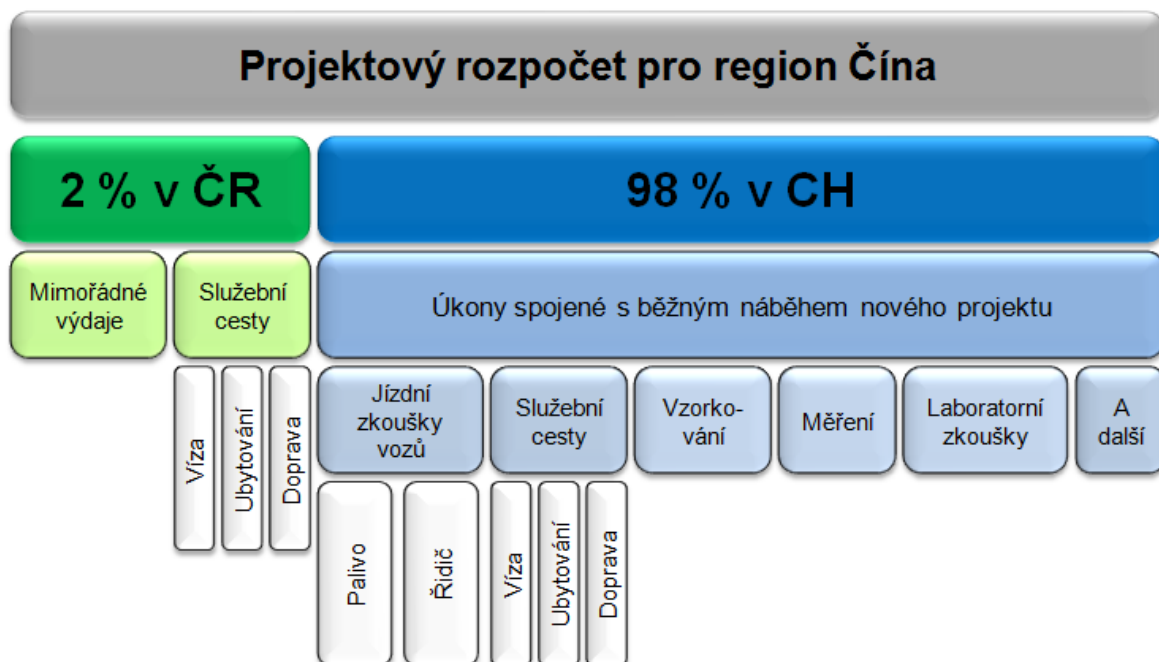 Projektový rozpočet pro region Čína
2 % v ČR
98 % v CH
Mimořádné
výdaje
Služební
cesty
Úkony spojené s běžným náběhem nového projektu
Víza
Ubytování
Doprava
Jízdní
zkoušky
vozů
Služební
cesty
Vzorko-
vání
Měření
Laboratorní
zkoušky
A
další
Palivo
Řidič
Víza
Ubytování
Doprava